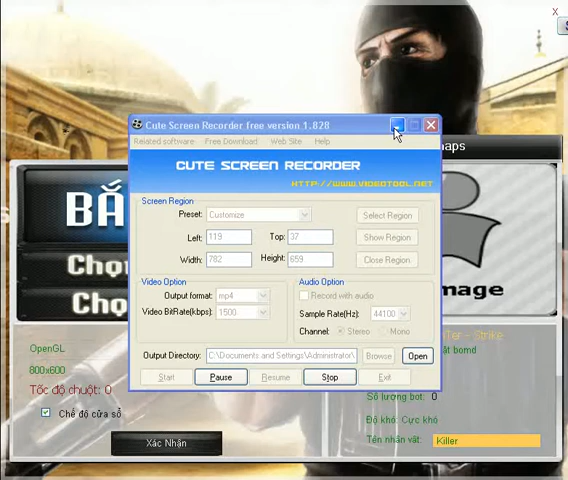 X
Cute Screen Recorder free version 1.828
Related software Free Download Web Site Help
aps
CUTE SCREEN RECORDER
HTTP://WWW.VIDEOTOOL.NET
Screen Region
Preset: Customize Select Region
Left: 119 Top: 37 Show Region
Width: 782 Height: 659 Close Region
BẮ
Chọ
Chọ
mage
Video Option
Output format: mp4
Video BitRate(kbps): 1500
Audio Option
Record with audio
Sample Rate(Hz): 44100
Channel: Stereo Mono
Output Directory: C:\Documents and Settings\Administrator\ Browse Open
Start Pause Resume Stop Exit
OpenGL
800x600
Tốc độ chuột: 0
Chế độ cửa sổ
Xác Nhận
Ter - Strike
ặt bomd
Số lượng bot: 0
Độ khó: Cực khó
Tên nhân vật: Killer